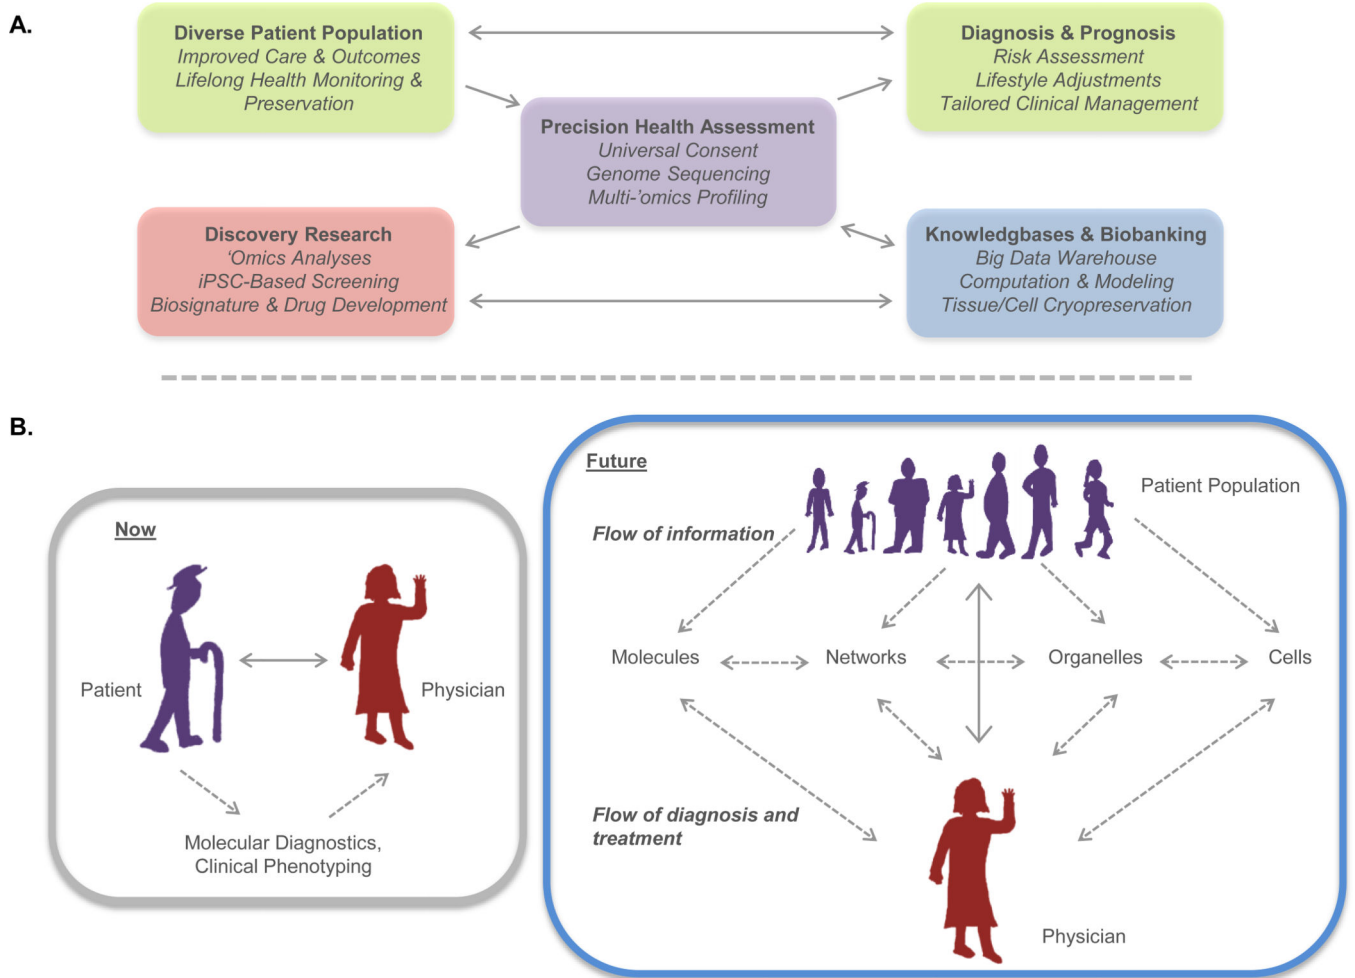 A.
Diverse Patient Population
Improved Care & Outcomes
Lifelong Health Monitoring &
Preservation
Diagnosis & Prognosis
Risk Assessment
Lifestyle Adjustments
Tailored Clinical Management
Precision Health Assessment
Universal Consent
Genome Sequencing
Multi-'omics Profiling
Discovery Research
‘Omics Analyses
iPSC-Based Screening
Biosignature & Drug Development
Knowledgbases & Biobanking
Big Data Warehouse
Computation & Modeling
Tissue/Cell Cryopreservation
B.
Now
Patient
Physician
Molecular Diagnostics,
Clinical Phenotyping
Future
Patient Population
Flow of information
Molecules
Networks
Organelles
Cells
Flow of diagnosis and
treatment
Physician